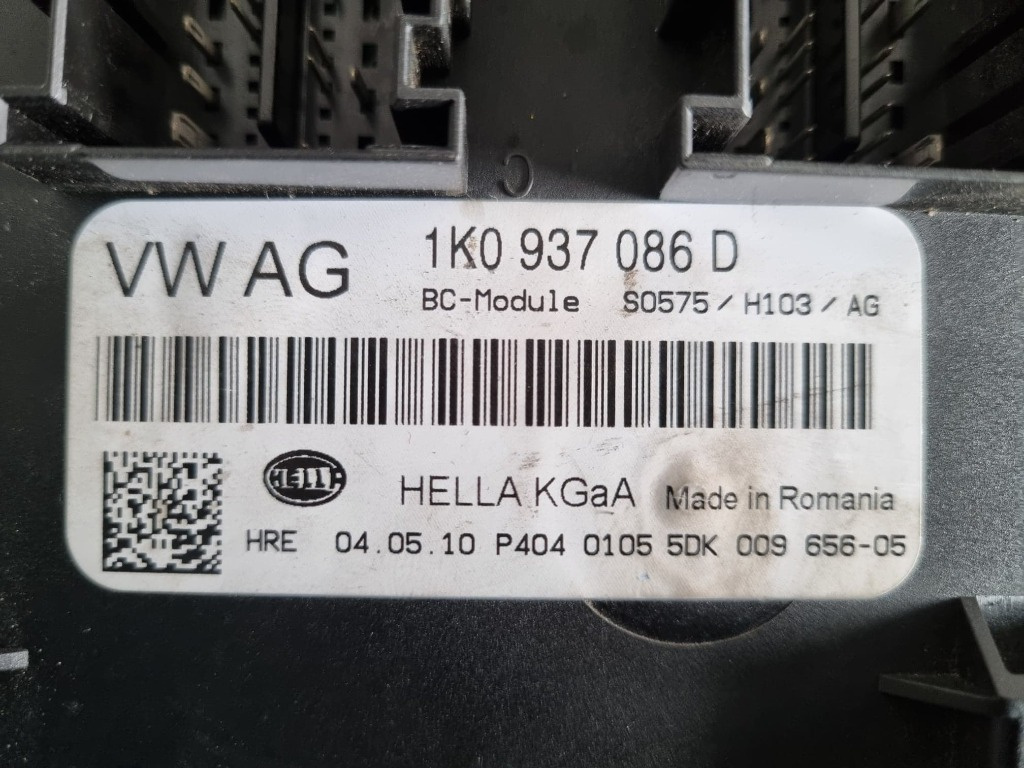 C
VW AG
1K0 937 086 D
BC-Module S0575 / H103 / AG
HELLA
HELLA KGaA Made in Romania
HRE 04.05.10 P404 0105 5DK 009 656-05